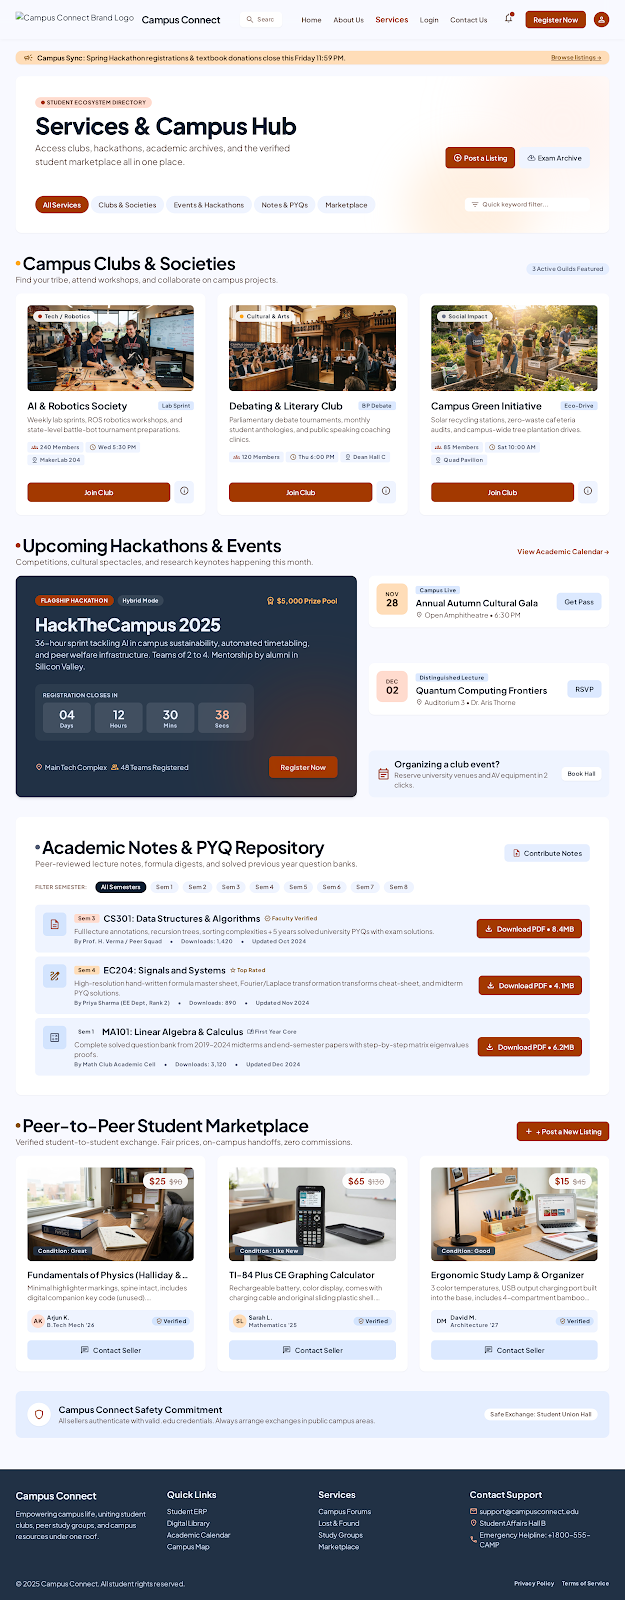 Campus Connect Brand Logo
Campus Connect
Searc
Home
About Us
Services
Login
Contact Us
Register Now
Campus Sync: Spring Hackathon registrations & textbook donations close this Friday 11:59 PM.
Browse listings →
STUDENT ECOSYSTEM DIRECTORY
Services & Campus Hub
Access clubs, hackathons, academic archives, and the verified
student marketplace all in one place.
Post a Listing
Exam Archive
All Services
Clubs & Societies
Events & Hackathons
Notes & PYQs
Marketplace
Quick keyword filter...
Campus Clubs & Societies
Find your tribe, attend workshops, and collaborate on campus projects.
3 Active Guilds Featured
Tech / Robotics
AI & Robotics Society
Lab Sprint
Weekly lab sprints, ROS robotics workshops, and
state-level battle-bot tournament preparations.
240 Members
Wed 5:30 PM
MakerLab 204
Join Club
Cultural & Arts
Debating & Literary Club
BP Debate
Parliamentary debate tournaments, monthly
student anthologies, and public speaking coaching
clinics.
120 Members
Thu 6:00 PM
Dean Hall C
Join Club
Social Impact
Campus Green Initiative
Eco-Drive
Solar recycling stations, zero-waste cafeteria
audits, and campus-wide tree plantation drives.
85 Members
Sat 10:00 AM
Quad Pavilion
Join Club
Upcoming Hackathons & Events
Competitions, cultural spectacles, and research keynotes happening this month.
View Academic Calendar →
FLAGSHIP HACKATHON
Hybrid Mode
$5,000 Prize Pool
HackTheCampus 2025
36-hour sprint tackling AI in campus sustainability, automated timetabling,
and peer welfare infrastructure. Teams of 2 to 4. Mentorship by alumni in
Silicon Valley.
REGISTRATION CLOSES IN
04
Days
12
Hours
30
Mins
38
Secs
Main Tech Complex
48 Teams Registered
Register Now
NOV
28
Campus Live
Annual Autumn Cultural Gala
Open Amphitheatre • 6:30 PM
Get Pass
DEC
02
Distinguished Lecture
Quantum Computing Frontiers
Auditorium 3 • Dr. Aris Thorne
RSVP
Organizing a club event?
Reserve university venues and AV equipment in 2
clicks.
Book Hall
Academic Notes & PYQ Repository
Peer-reviewed lecture notes, formula digests, and solved previous year question banks.
Contribute Notes
FILTER SEMESTER:
All Semesters
Sem 1
Sem 2
Sem 3
Sem 4
Sem 5
Sem 6
Sem 7
Sem 8
Sem 3
CS301: Data Structures & Algorithms
Faculty Verified
Full lecture annotations, recursion trees, sorting complexities + 5 years solved university PYQs with exam solutions.
By Prof. H. Verma / Peer Squad • Downloads: 1,420 • Updated Oct 2024
Download PDF • 8.4MB
Sem 4
EC204: Signals and Systems
Top Rated
High-resolution hand-written formula master sheet, Fourier/Laplace transformation transforms cheat-sheet, and midterm
PYQ solutions.
By Priya Sharma (EE Dept, Rank 2) • Downloads: 890 • Updated Nov 2024
Download PDF • 4.1MB
Sem 1
MA101: Linear Algebra & Calculus
First Year Core
Complete solved question bank from 2019-2024 midterms and end-semester papers with step-by-step matrix eigenvalues
proofs.
By Math Club Academic Cell • Downloads: 3,120 • Updated Dec 2024
Download PDF • 6.2MB
Peer-to-Peer Student Marketplace
Verified student-to-student exchange. Fair prices, on-campus handoffs, zero commissions.
+ Post a New Listing
$25 $90
Condition: Great
Fundamentals of Physics (Halliday &...
Minimal highlighter markings, spine intact, includes
digital companion key code (unused)....
AK
Arjun K.
B.Tech Mech '26
Verified
Contact Seller
$65 $130
Condition: Like New
TI-84 Plus CE Graphing Calculator
Rechargeable battery, color display, comes with
charging cable and original sliding plastic shell....
SL
Sarah L.
Mathematics '25
Verified
Contact Seller
$15 $45
Condition: Good
Ergonomic Study Lamp & Organizer
3 color temperatures, USB output charging port built
into the base, includes 4-compartment bamboo...
DM
David M.
Architecture '27
Verified
Contact Seller
Campus Connect Safety Commitment
All sellers authenticate with valid .edu credentials. Always arrange exchanges in public campus areas.
Safe Exchange: Student Union Hall
Campus Connect
Empowering campus life, uniting student
clubs, peer study groups, and campus
resources under one roof.
Quick Links
Student ERP
Digital Library
Academic Calendar
Campus Map
Services
Campus Forums
Lost & Found
Study Groups
Marketplace
Contact Support
support@campusconnect.edu
Student Affairs Hall B
Emergency Helpline: +1 800-555-
CAMP
© 2025 Campus Connect. All student rights reserved.
Privacy Policy
Terms of Service